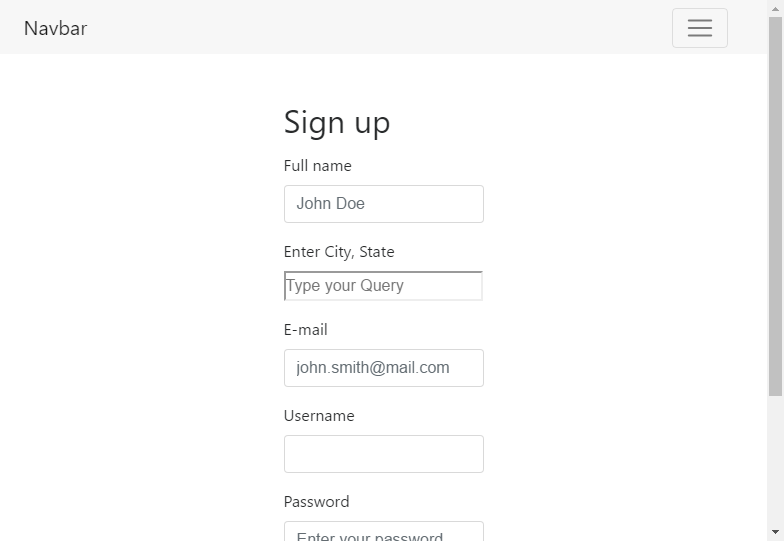 Navbar
Sign up
Full name
John Doe
Enter City, State
Type your Query
E-mail
john.smith@mail.com
Username
Password
Enter your password